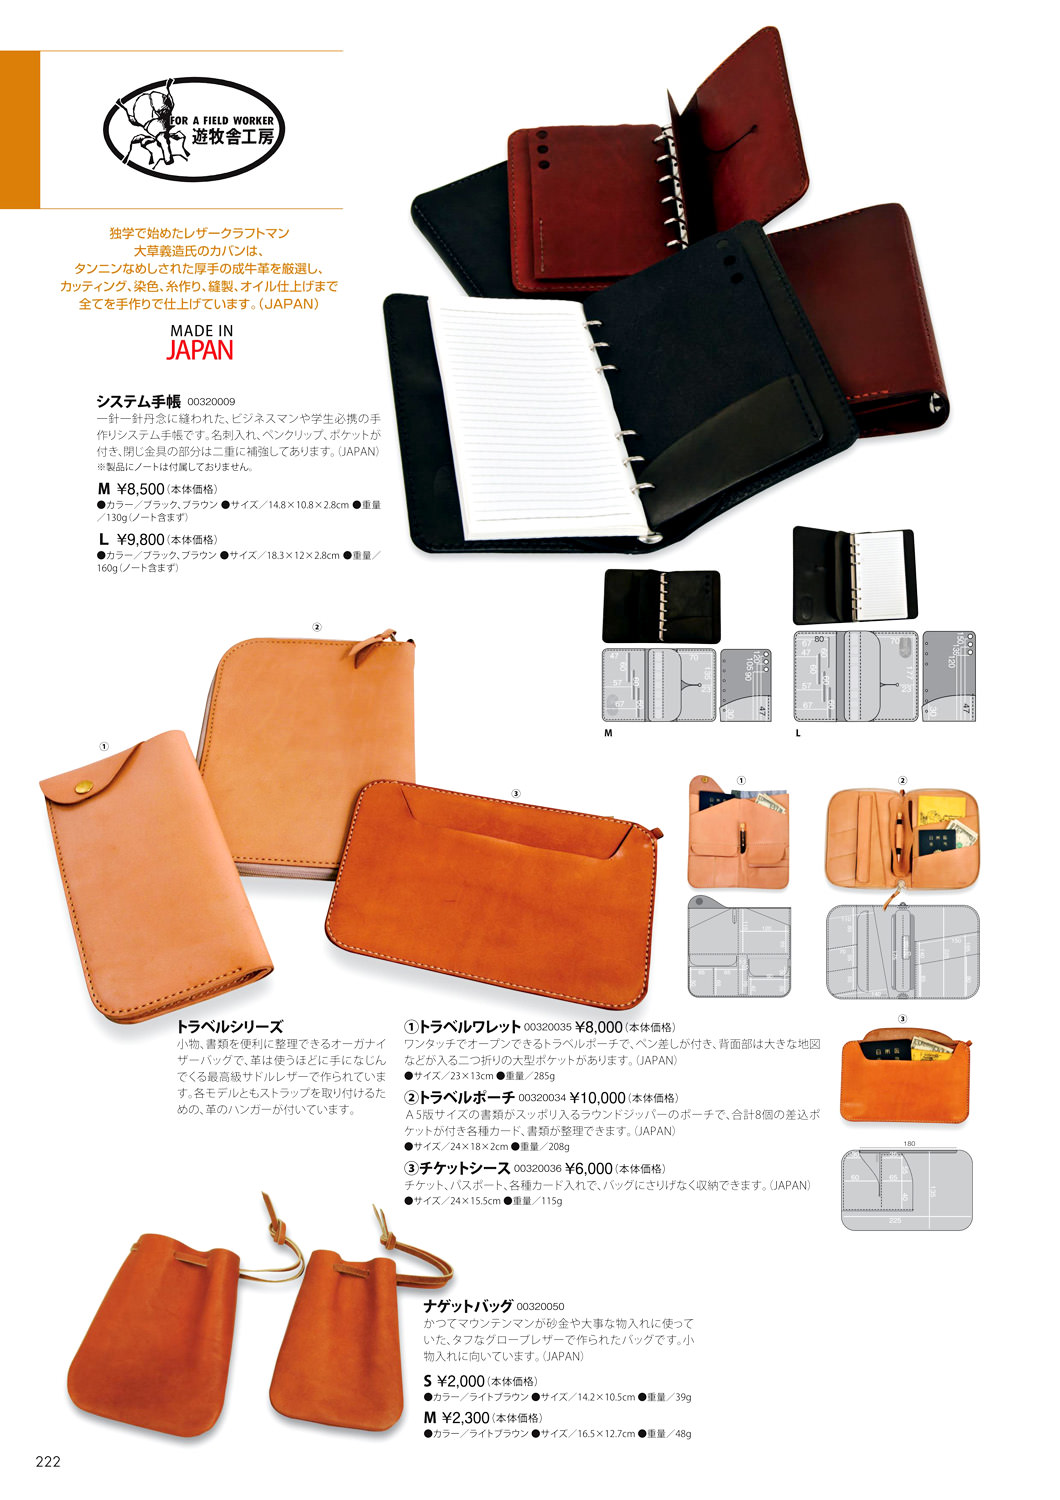 FOR A FIELD WORKER
遊牧舎工房
独学で始めたレザークラフトマン
大草義造氏のカバンは、
タンニンなめしされた厚手の成牛革を厳選し、
カッティング、染色、糸作り、縫製、オイル仕上げまで
全てを手作りで仕上げています。（JAPAN）
MADE IN
JAPAN
システム手帳 00320009
一針一針丹念に縫われた、ビジネスマンや学生必携の手
作りシステム手帳です。名刺入れ、ペンクリップ、ポケットが
付き、閉じ金具の部分は二重に補強してあります。（JAPAN）
※製品にノートは付属しておりません。
M ¥8,500（本体価格）
●カラー／ブラック、ブラウン ●サイズ／14.8×10.8×2.8cm ●重量
／130g（ノート含まず）
L ¥9,800（本体価格）
●カラー／ブラック、ブラウン ●サイズ／18.3×12×2.8cm ●重量／
160g（ノート含まず）
M
L
②
①
③
①
②
③
トラベルシリーズ
小物、書類を便利に整理できるオーガナイ
ザーバッグで、革は使うほどに手になじん
でくる最高級サドルレザーで作られていま
す。各モデルともストラップを取り付けるた
めの、革のハンガーが付いています。
①トラベルワレット 00320035 ¥8,000（本体価格）
ワンタッチでオープンできるトラベルポーチで、ペン差しが付き、背面部は大きな地図
などが入る二つ折りの大型ポケットがあります。（JAPAN）
●サイズ／23×13cm ●重量／285g
②トラベルポーチ 00320034 ¥10,000（本体価格）
A5版サイズの書類がスッポリ入るラウンドジッパーのポーチで、合計8個の差込ポ
ケットが付き各種カード、書類が整理できます。（JAPAN）
●サイズ／24×18×2cm ●重量／208g
③チケットシース 00320036 ¥6,000（本体価格）
チケット、パスポート、各種カード入れで、バッグにさりげなく収納できます。（JAPAN）
●サイズ／24×15.5cm ●重量／115g
180
60
65
40
135
225
ナゲットバッグ 00320050
かつてマウンテンマンが砂金や大事な物入れに使って
いた、タフなグローブレザーで作られたバッグです。小
物入れに向いています。（JAPAN）
S ¥2,000（本体価格）
●カラー／ライトブラウン ●サイズ／14.2×10.5cm ●重量／39g
M ¥2,300（本体価格）
●カラー／ライトブラウン ●サイズ／16.5×12.7cm ●重量／48g
222